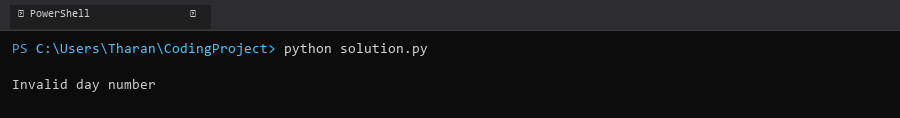 PowerShell
PS C:\Users\Tharan\CodingProject> python solution.py
Invalid day number